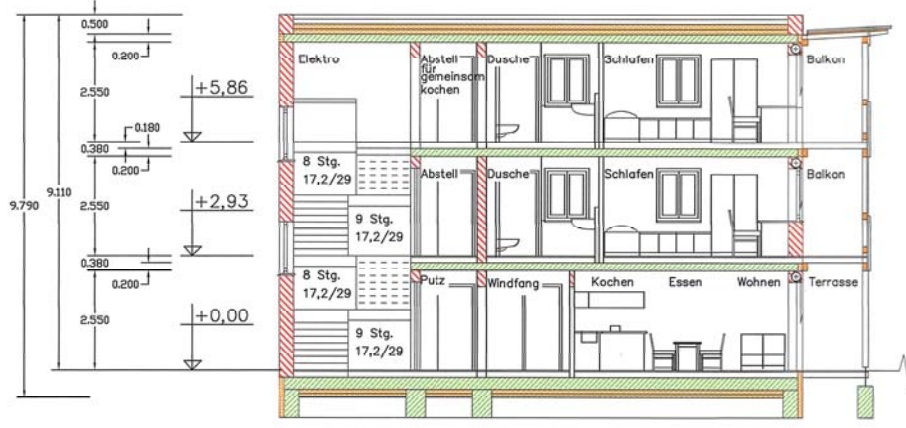 0.500
0.200
2.550
+5,86
0.180
0.380
0.200
9.790
9.110
2.550
+2,93
0.380
0.200
2.550
+0,00
Elektro
Abstell
für
gemeinsam
kochen
Dusche
Schlafen
Balkon
8 Stg.
17,2/29
Abstell
Dusche
Schlafen
Balkon
9 Stg.
17,2/29
8 Stg.
17,2/29
Putz
Windfang
Kochen
Essen
Wohnen
Terrasse
9 Stg.
17,2/29